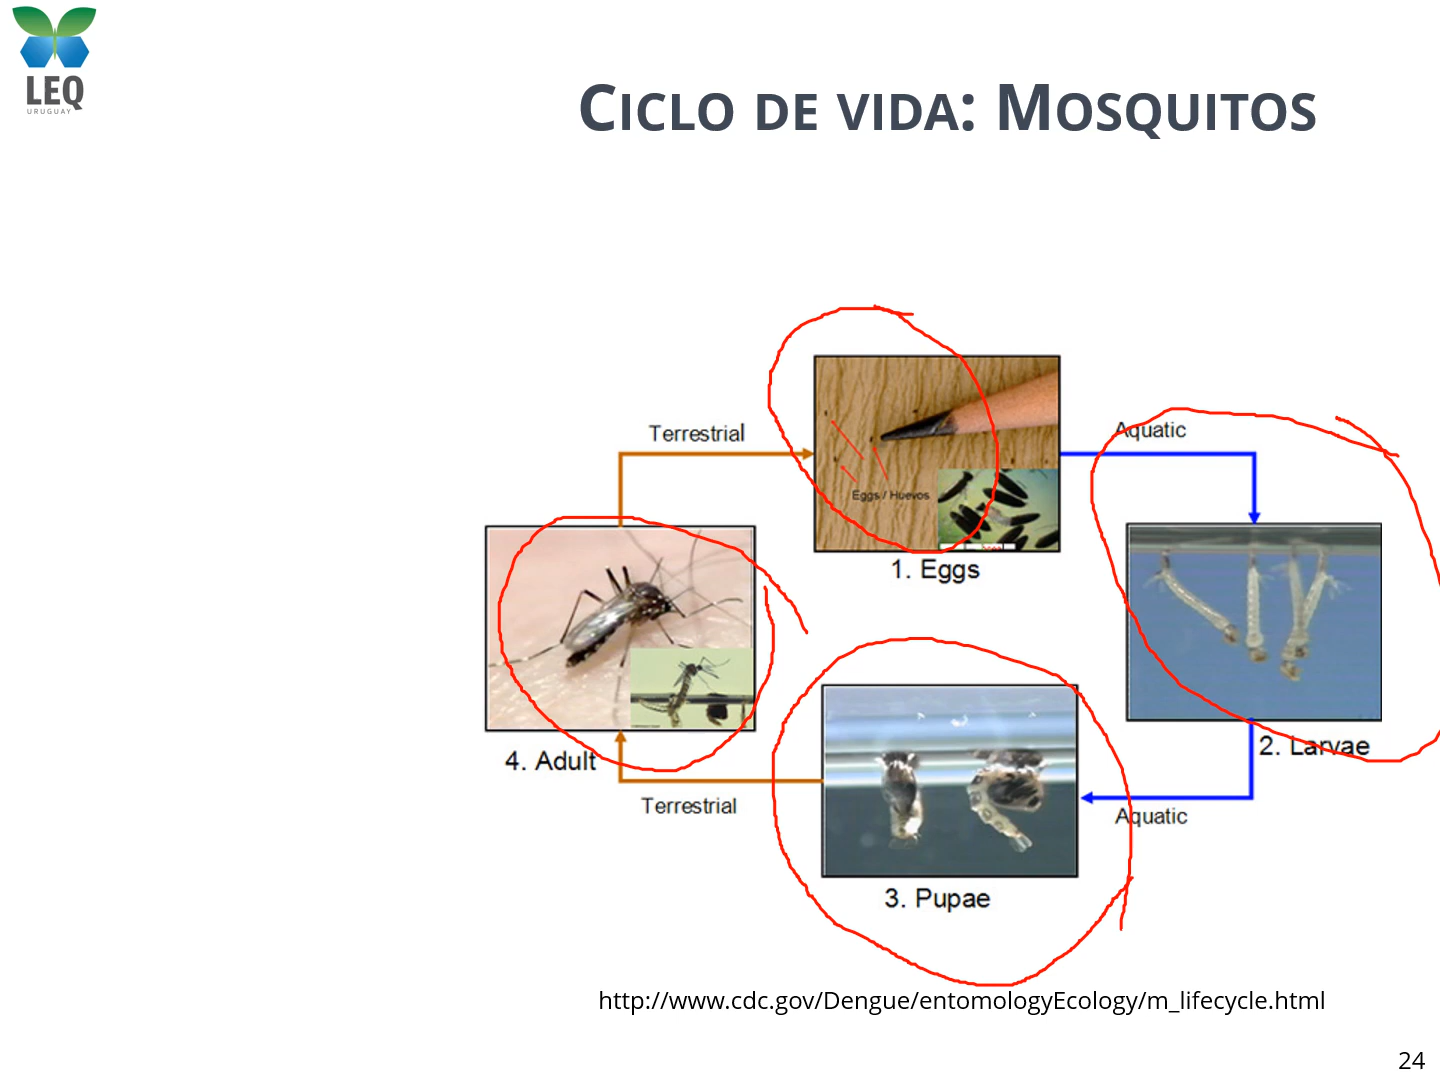 LEQ
URUGUAY
CICLO DE VIDA: MOSQUITOS
Terrestrial
Aquatic
Eggs / Huevos
1. Eggs
2. Larvae
4. Adult
Terrestrial
Aquatic
3. Pupae
http://www.cdc.gov/Dengue/entomologyEcology/m_lifecycle.html
24